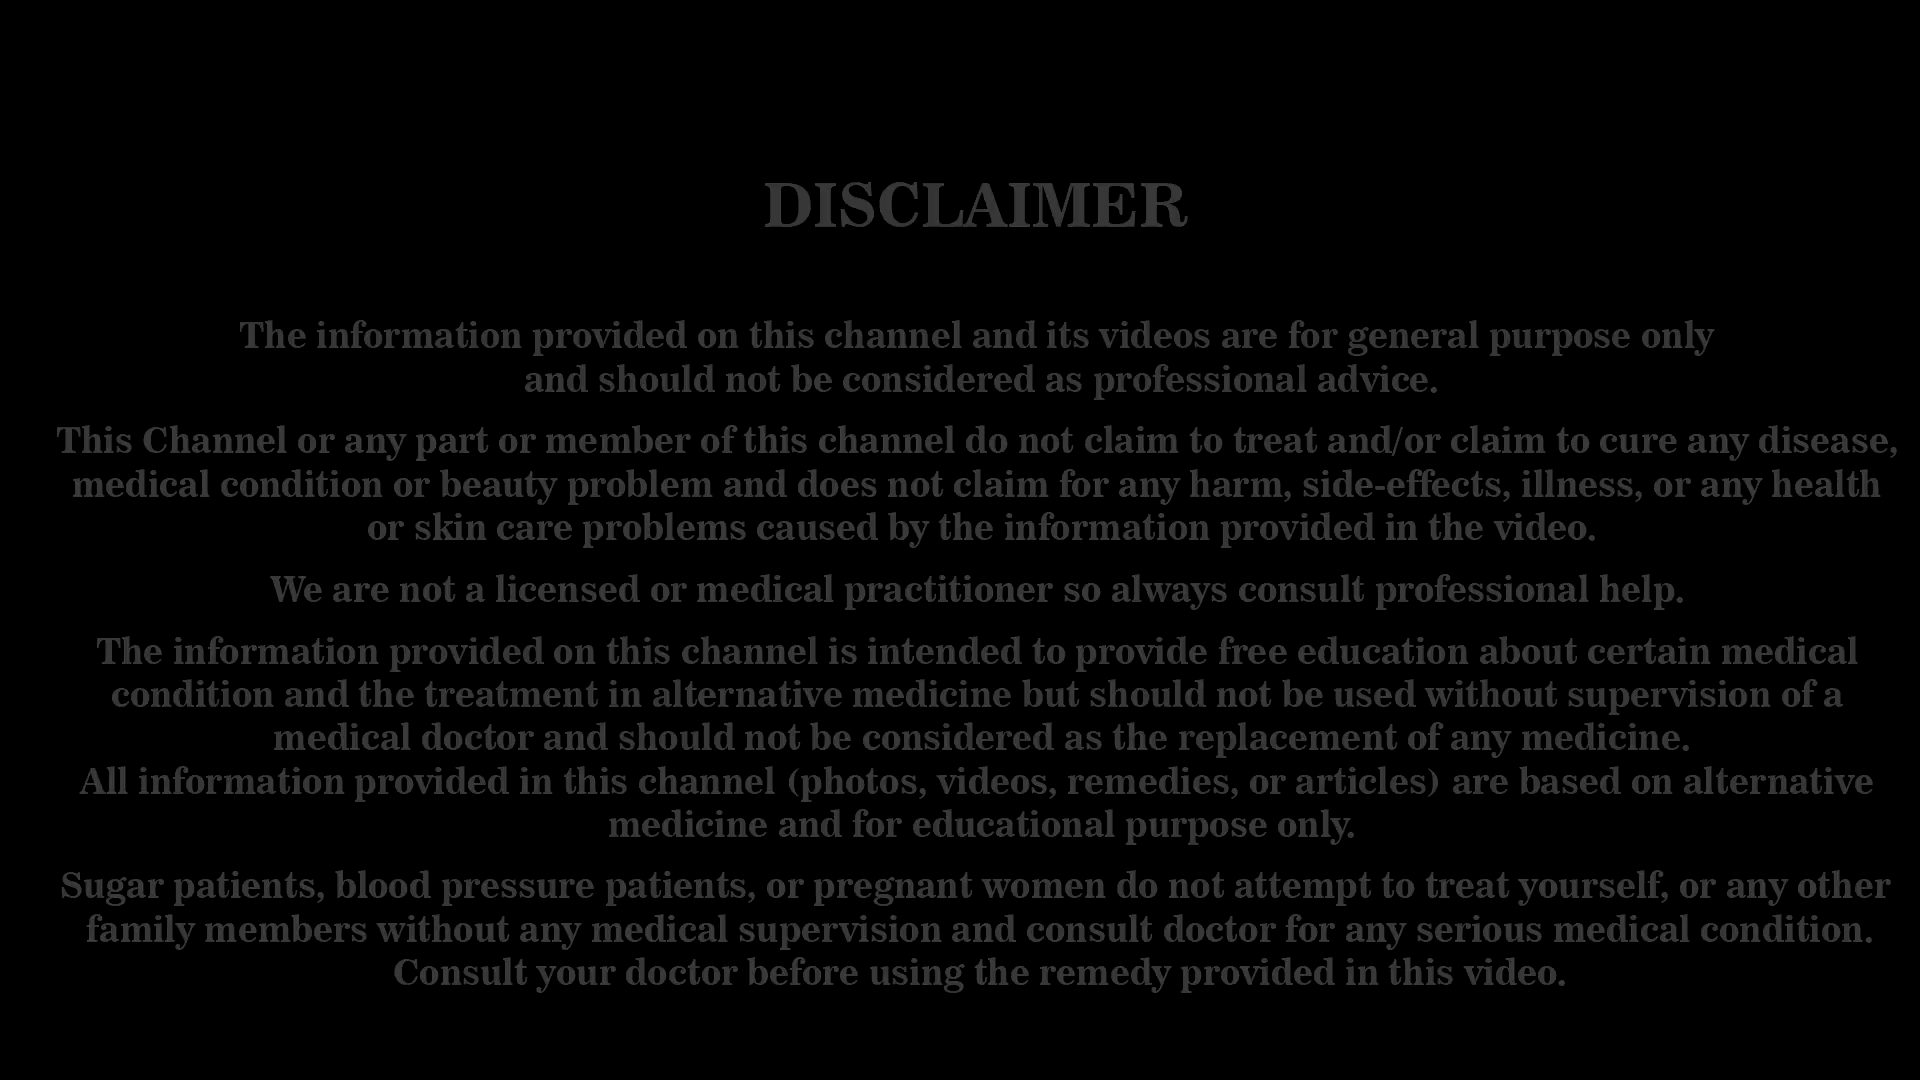 DISCLAIMER
The information provided on this channel and its videos are for general purpose only
and should not be considered as professional advice.
This Channel or any part or member of this channel do not claim to treat and/or claim to cure any disease,
medical condition or beauty problem and does not claim for any harm, side-effects, illness, or any health
or skin care problems caused by the information provided in the video.
We are not a licensed or medical practitioner so always consult professional help.
The information provided on this channel is intended to provide free education about certain medical
condition and the treatment in alternative medicine but should not be used without supervision of a
medical doctor and should not be considered as the replacement of any medicine.
All information provided in this channel (photos, videos, remedies, or articles) are based on alternative
medicine and for educational purpose only.
Sugar patients, blood pressure patients, or pregnant women do not attempt to treat yourself, or any other
family members without any medical supervision and consult doctor for any serious medical condition.
Consult your doctor before using the remedy provided in this video.